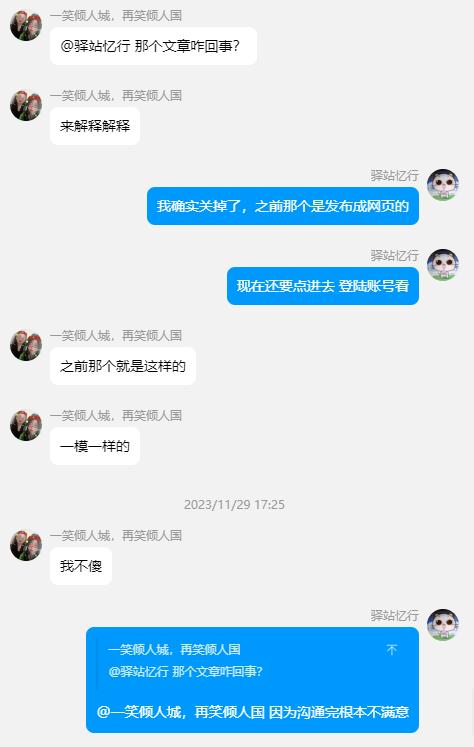 一笑倾人城，再笑倾人国
@驿站忆行 那个文章咋回事？
一笑倾人城，再笑倾人国
来解释解释
驿站忆行
我确实关掉了，之前那个是发布成网页的
驿站忆行
现在还要点进去 登陆账号看
一笑倾人城，再笑倾人国
之前那个就是这样的
一笑倾人城，再笑倾人国
一模一样的
2023/11/29 17:25
一笑倾人城，再笑倾人国
我不傻
驿站忆行
一笑倾人城，再笑倾人国
@驿站忆行 那个文章咋回事？
@一笑倾人城，再笑倾人国 因为沟通完根本不满意